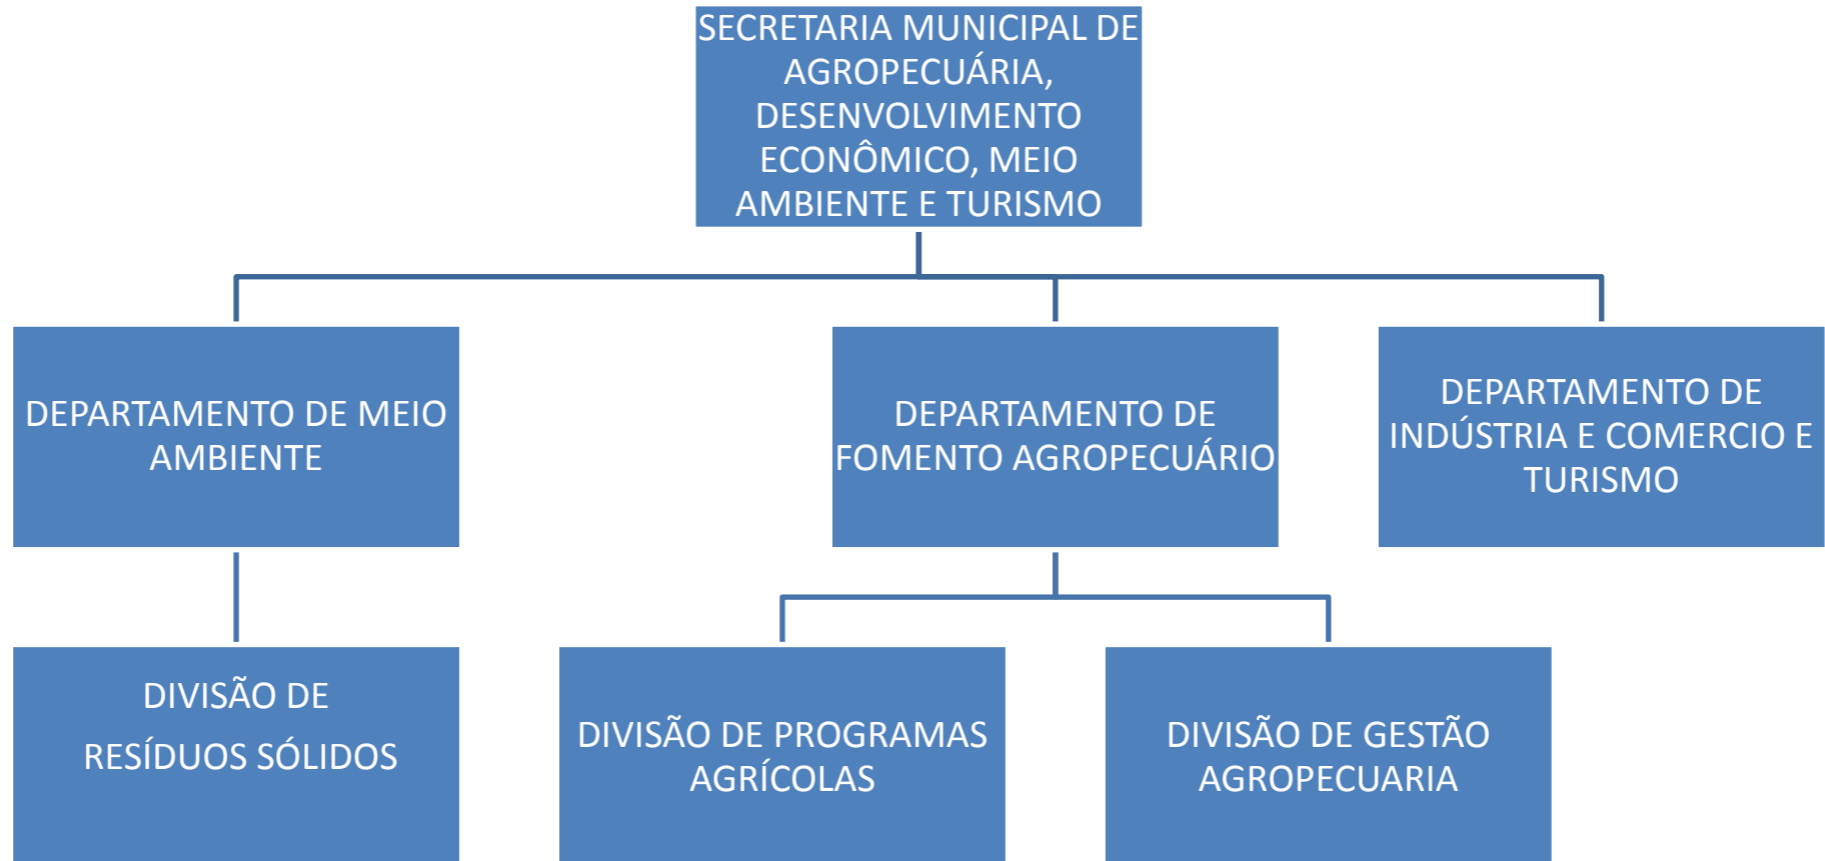 SECRETARIA MUNICIPAL DE
AGROPECUÁRIA,
DESENVOLVIMENTO
ECONÔMICO, MEIO
AMBIENTE E TURISMO
DEPARTAMENTO DE MEIO
AMBIENTE
DEPARTAMENTO DE
FOMENTO AGROPECUÁRIO
DEPARTAMENTO DE
INDÚSTRIA E COMERCIO E
TURISMO
DIVISÃO DE
RESÍDUOS SÓLIDOS
DIVISÃO DE PROGRAMAS
AGRÍCOLAS
DIVISÃO DE GESTÃO
AGROPECUARIA